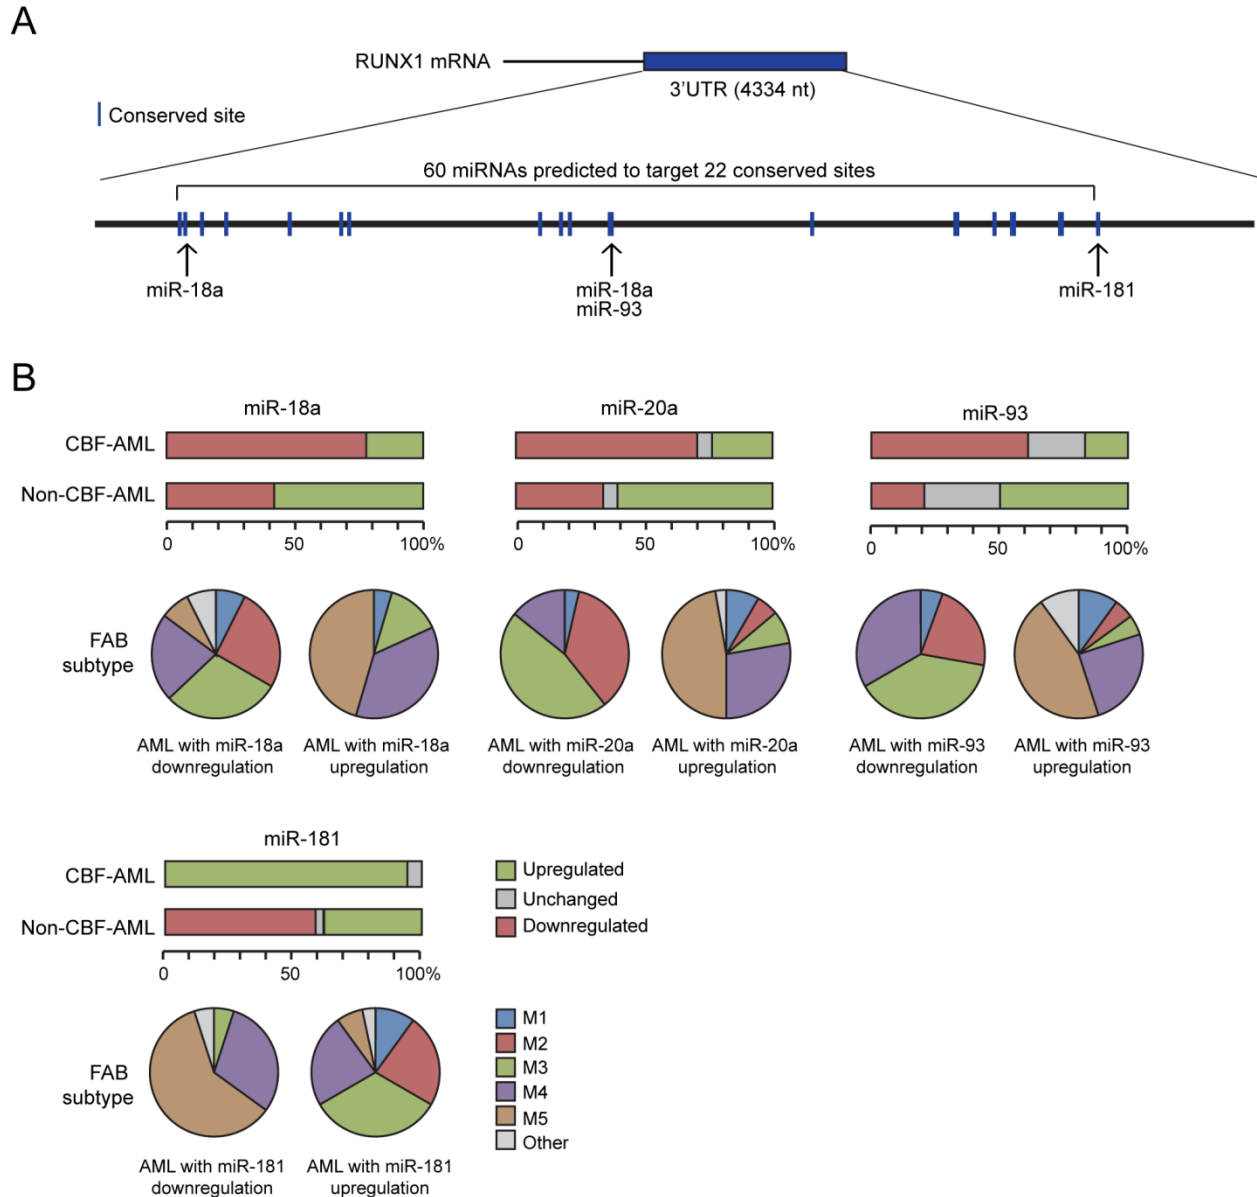 A
RUNX1 mRNA
3'UTR (4334 nt)
Conserved site
60 miRNAs predicted to target 22 conserved sites
miR-18a
miR-18a
miR-93
miR-181
B
miR-18a
miR-20a
miR-93
CBF-AML
Non-CBF-AML
0 50 100%
0 50 100%
0 50 100%
FAB
subtype
AML with miR-18a
downregulation
AML with miR-18a
upregulation
AML with miR-20a
downregulation
AML with miR-20a
upregulation
AML with miR-93
downregulation
AML with miR-93
upregulation
miR-181
CBF-AML
Non-CBF-AML
0 50 100%
Upregulated
Unchanged
Downregulated
FAB
subtype
M1
M2
M3
M4
M5
Other
AML with miR-181
downregulation
AML with miR-181
upregulation